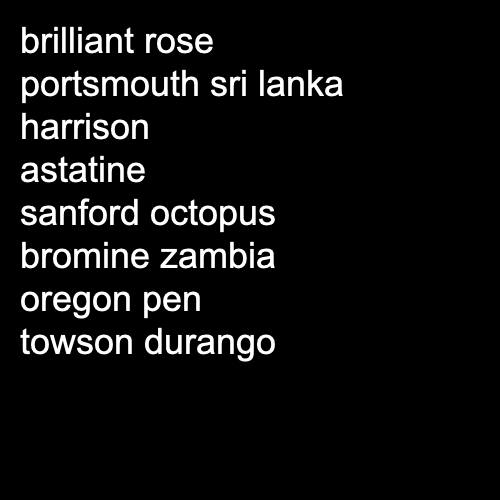 brilliant rose
portsmouth sri lanka
harrison
astatine
sanford octopus
bromine zambia
oregon pen
towson durango